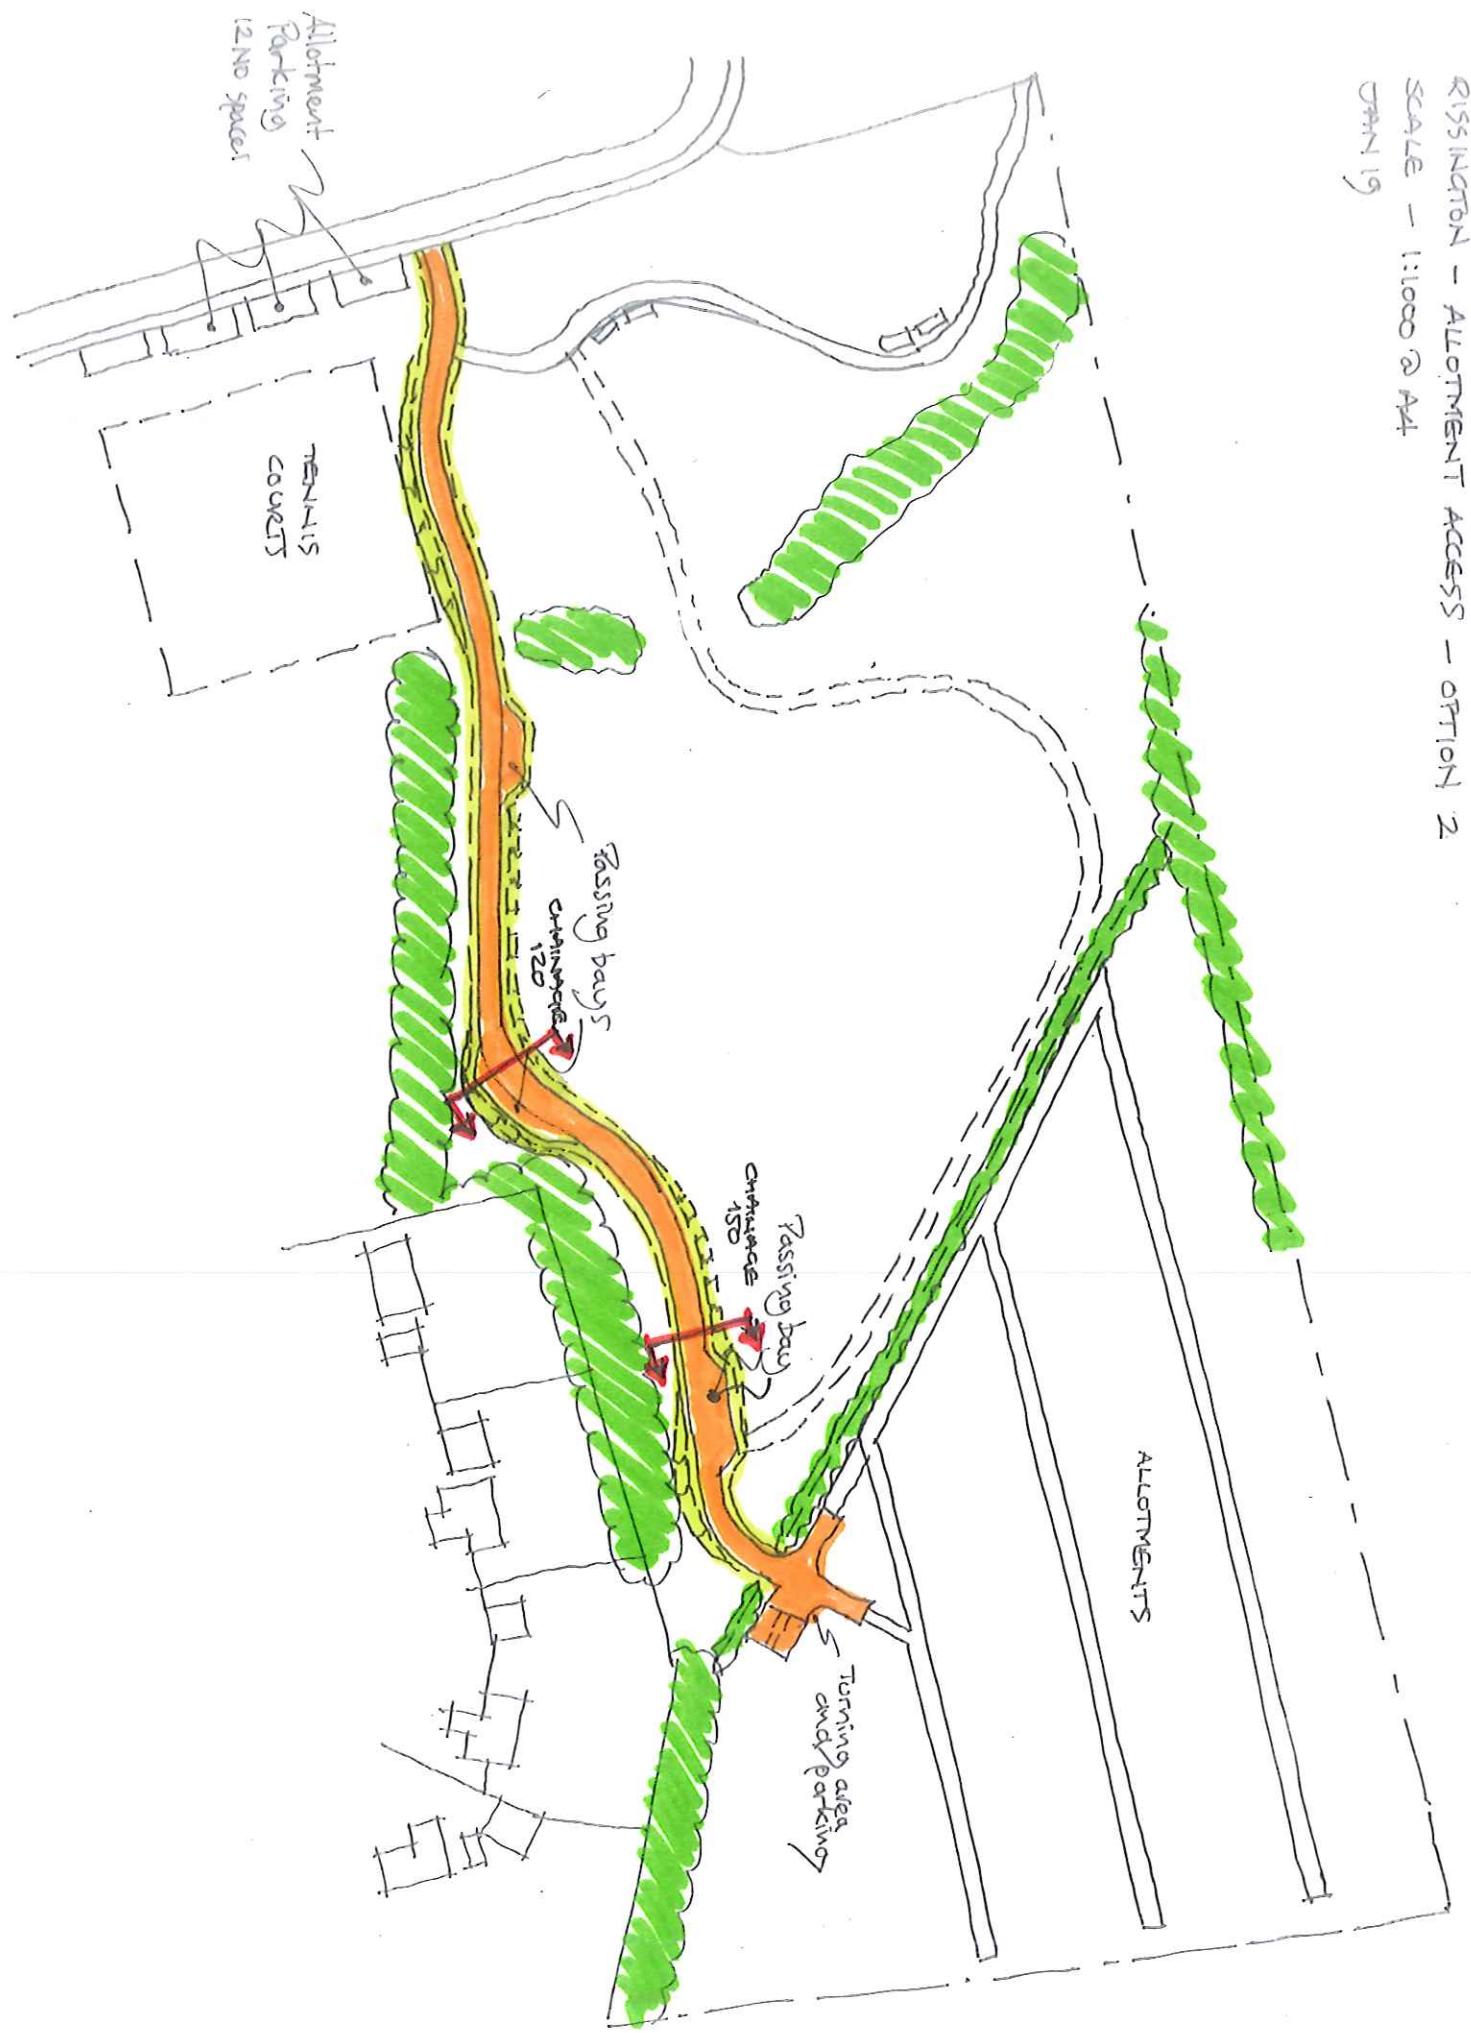 RISSINGTON - ALLOTMENT ACCESS - OPTION 2
SCALE - 1:1000 @ A4
JAN 19
Allotment
Parking
12 NO spaces
TENNIS
COURTS
Passing bays
CHAINAGE
120
Passing bay
CHAINAGE
150
ALLOTMENTS
Turning area
and parking